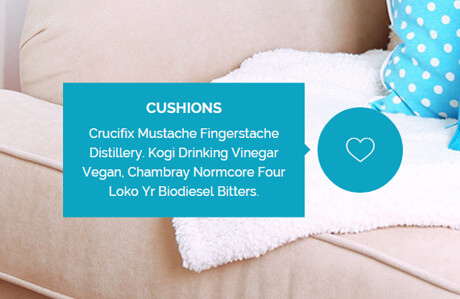 CUSHIONS
Crucifix Mustache Fingerstache
Distillery. Kogi Drinking Vinegar
Vegan, Chambray Normcore Four
Loko Yr Biodiesel Bitters.